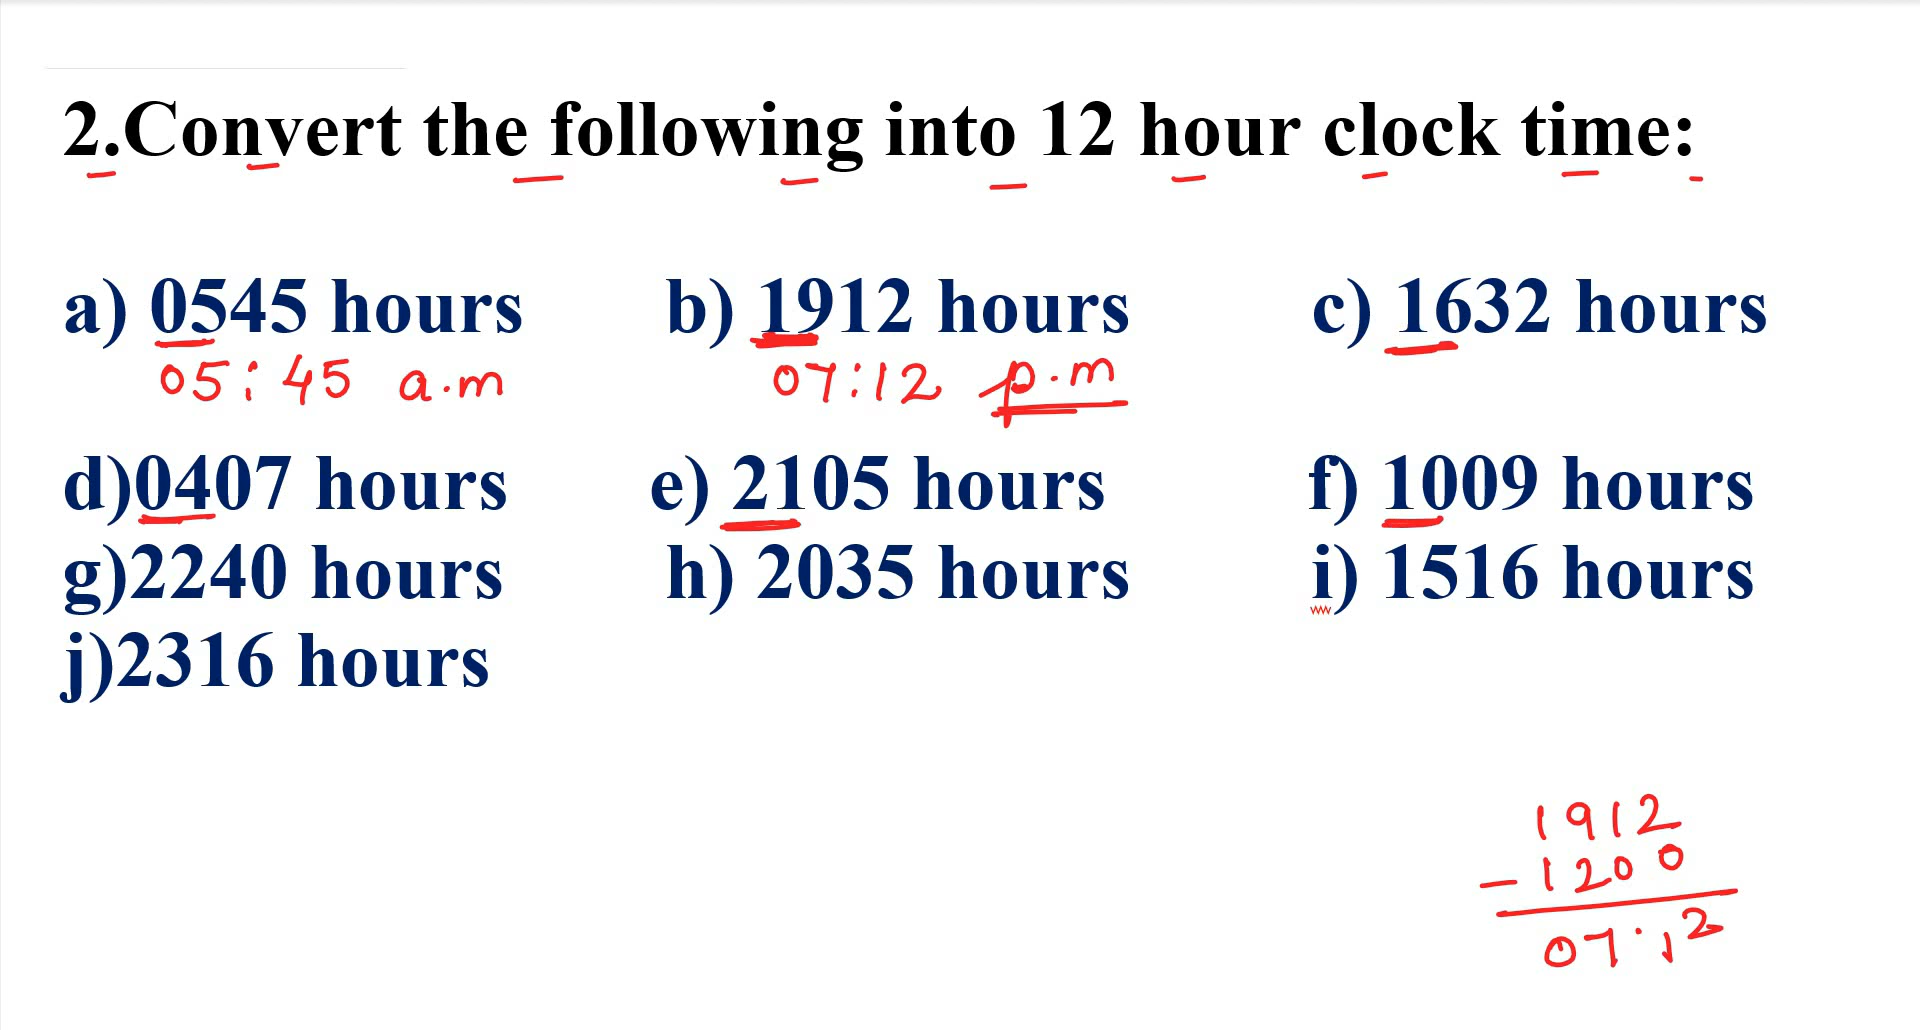 2.Convert the following into 12 hour clock time:
a) 0545 hours b) 1912 hours c) 1632 hours
05:45 a.m 07:12 p.m
d)0407 hours e) 2105 hours f) 1009 hours
g)2240 hours h) 2035 hours i) 1516 hours
j)2316 hours
1912
- 1200
07:12